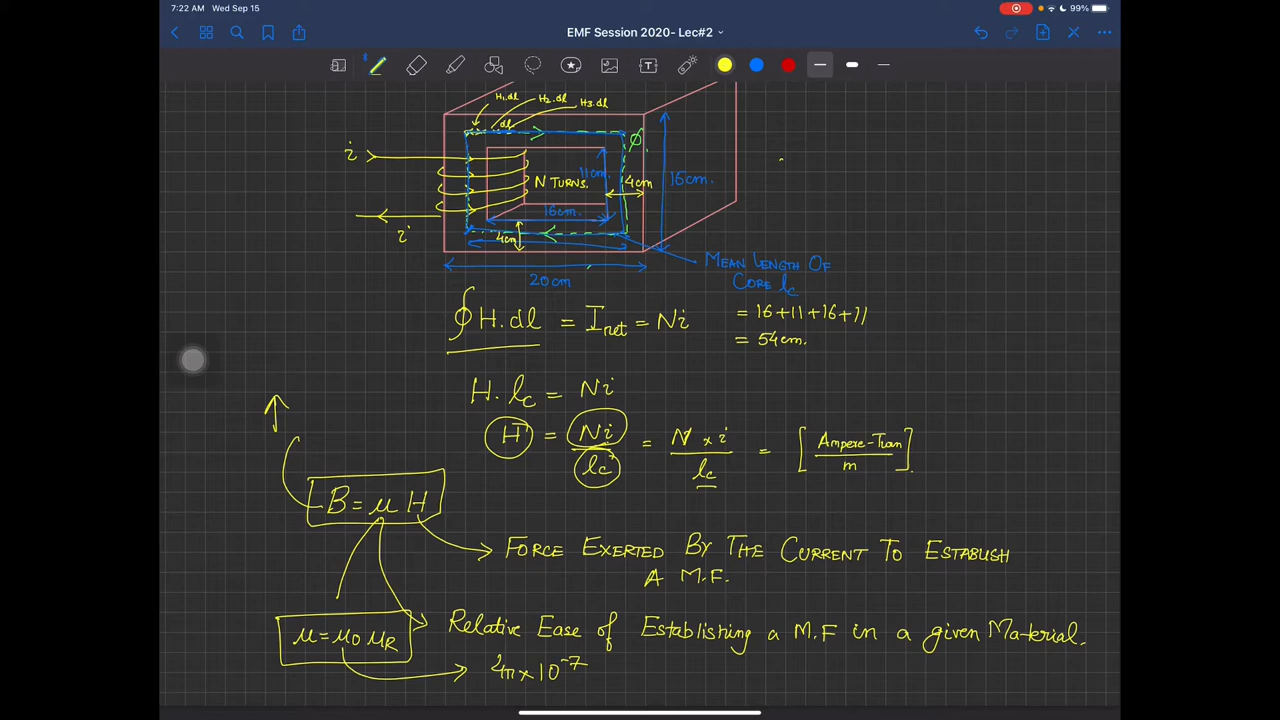 7:22 AM Wed Sep 15
99%
EMF Session 2020- Lec#2
H1.dl
H2.dl
H3.dl
dl
Ø
i
11cm.
4cm
15cm.
N TURNS.
16cm.
i
4cm
20cm
MEAN LENGTH OF
CORE lc
∮ H.dl = Inet = Ni
= 16+11+16+11
= 54cm.
H. lc = Ni
H = Ni / lc = N x i / lc = [Ampere-Turn / m].
B = μ H
FORCE EXERTED BY THE CURRENT TO ESTABLISH
A M.F.
μ = μ0 μR
Relative Ease of Establishing a M.F in a given Material.
4π x 10⁻⁷